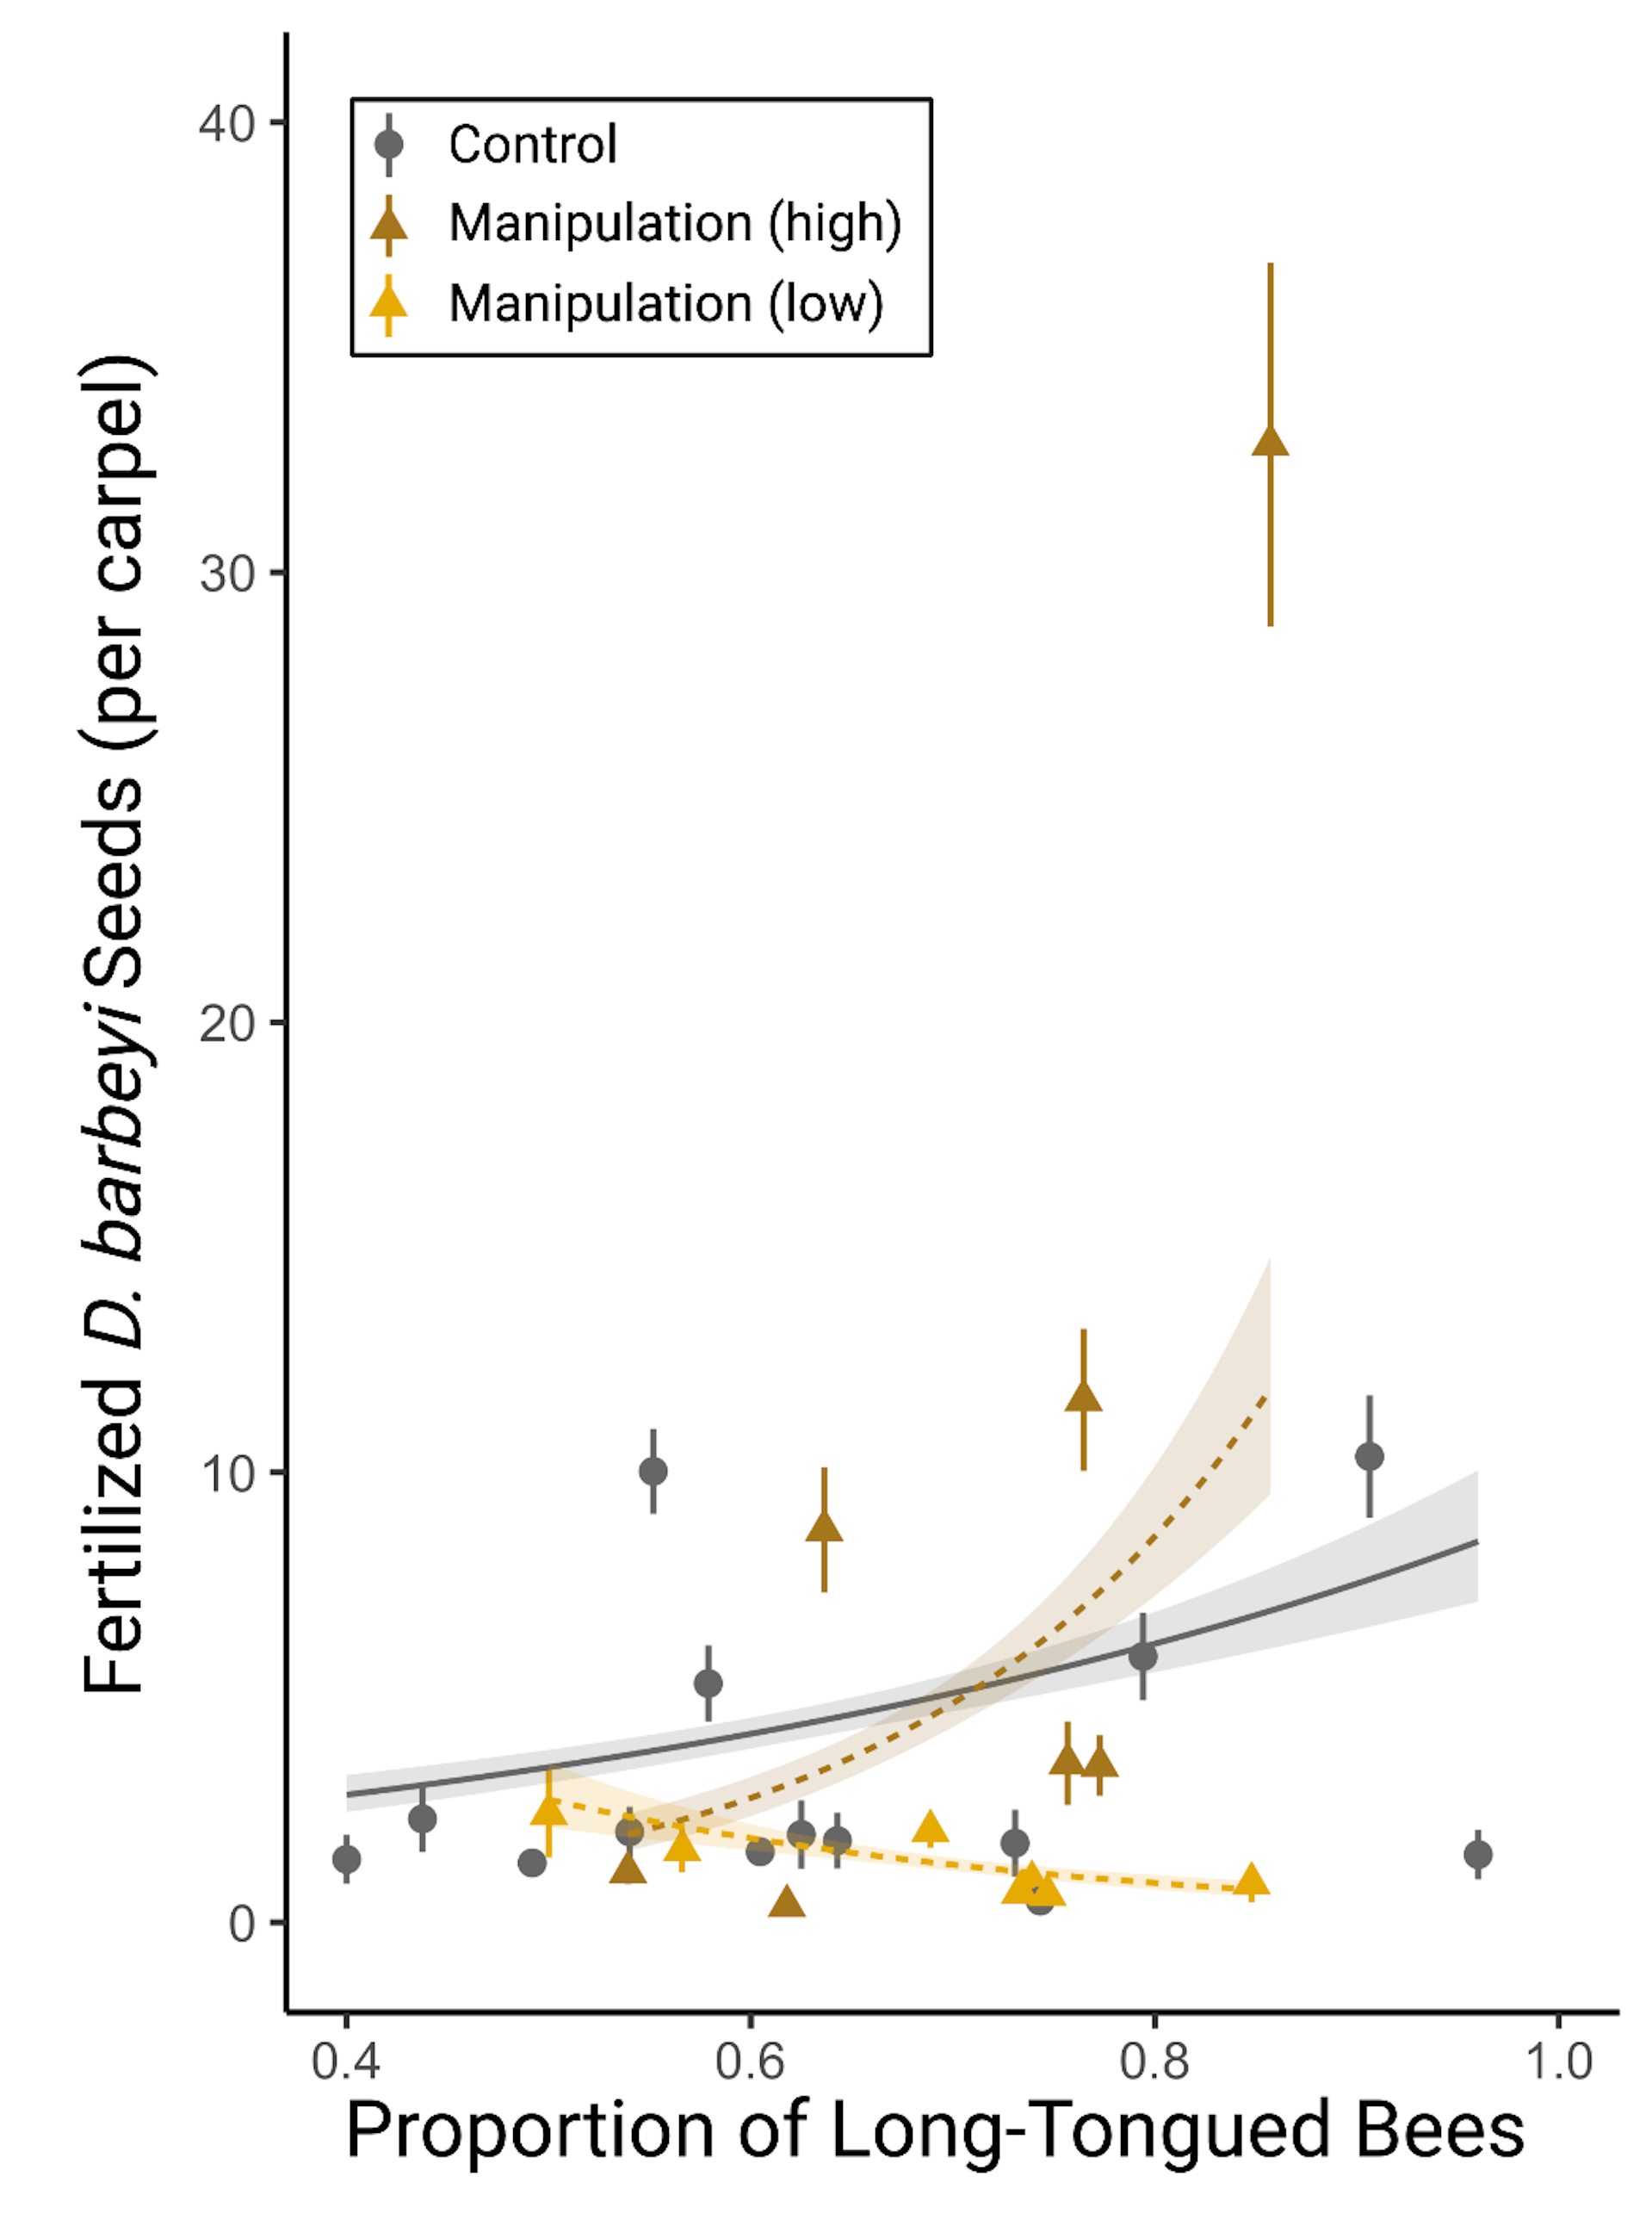 Control
Manipulation (high)
Manipulation (low)
Fertilized D. barbeyi Seeds (per carpel)
40
30
20
10
0
0.4 0.6 0.8 1.0
Proportion of Long-Tongued Bees